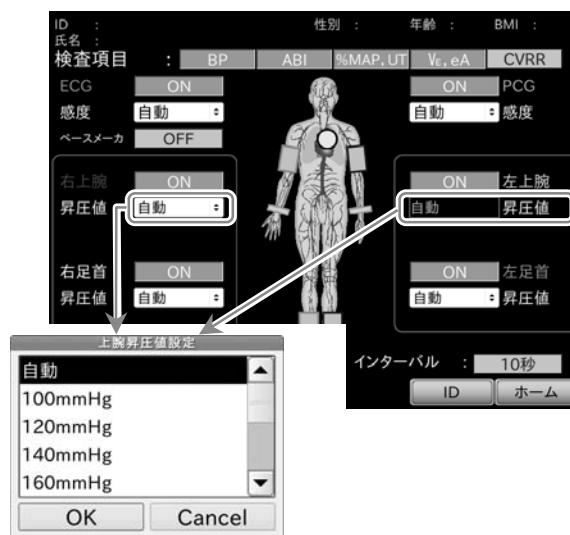 ID : 性別 : 年齢 : BMI :
氏名 :
検査項目 : BP ABI %MAP,UT VE,eA CVRR
ECG ON ON PCG
感度 自動 自動 感度
ペースメーカ OFF
右上腕 ON ON 左上腕
昇圧値 自動 自動 昇圧値
右足首 ON ON 左足首
昇圧値 自動 自動 昇圧値
上腕昇圧値設定
自動
100mmHg
120mmHg
140mmHg
160mmHg
OK Cancel
インターバル : 10秒
ID ホーム